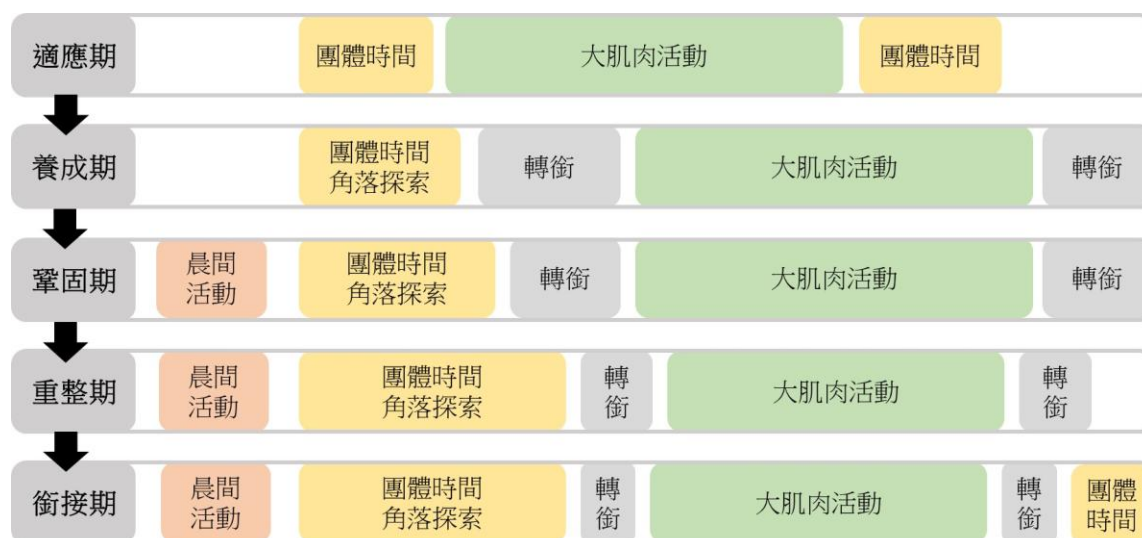 適應期
團體時間
大肌肉活動
團體時間
養成期
團體時間
角落探索
轉銜
大肌肉活動
轉銜
鞏固期
晨間
活動
團體時間
角落探索
轉銜
大肌肉活動
轉銜
重整期
晨間
活動
團體時間
角落探索
轉
銜
大肌肉活動
轉
銜
銜接期
晨間
活動
團體時間
角落探索
轉
銜
大肌肉活動
轉
銜
團體
時間